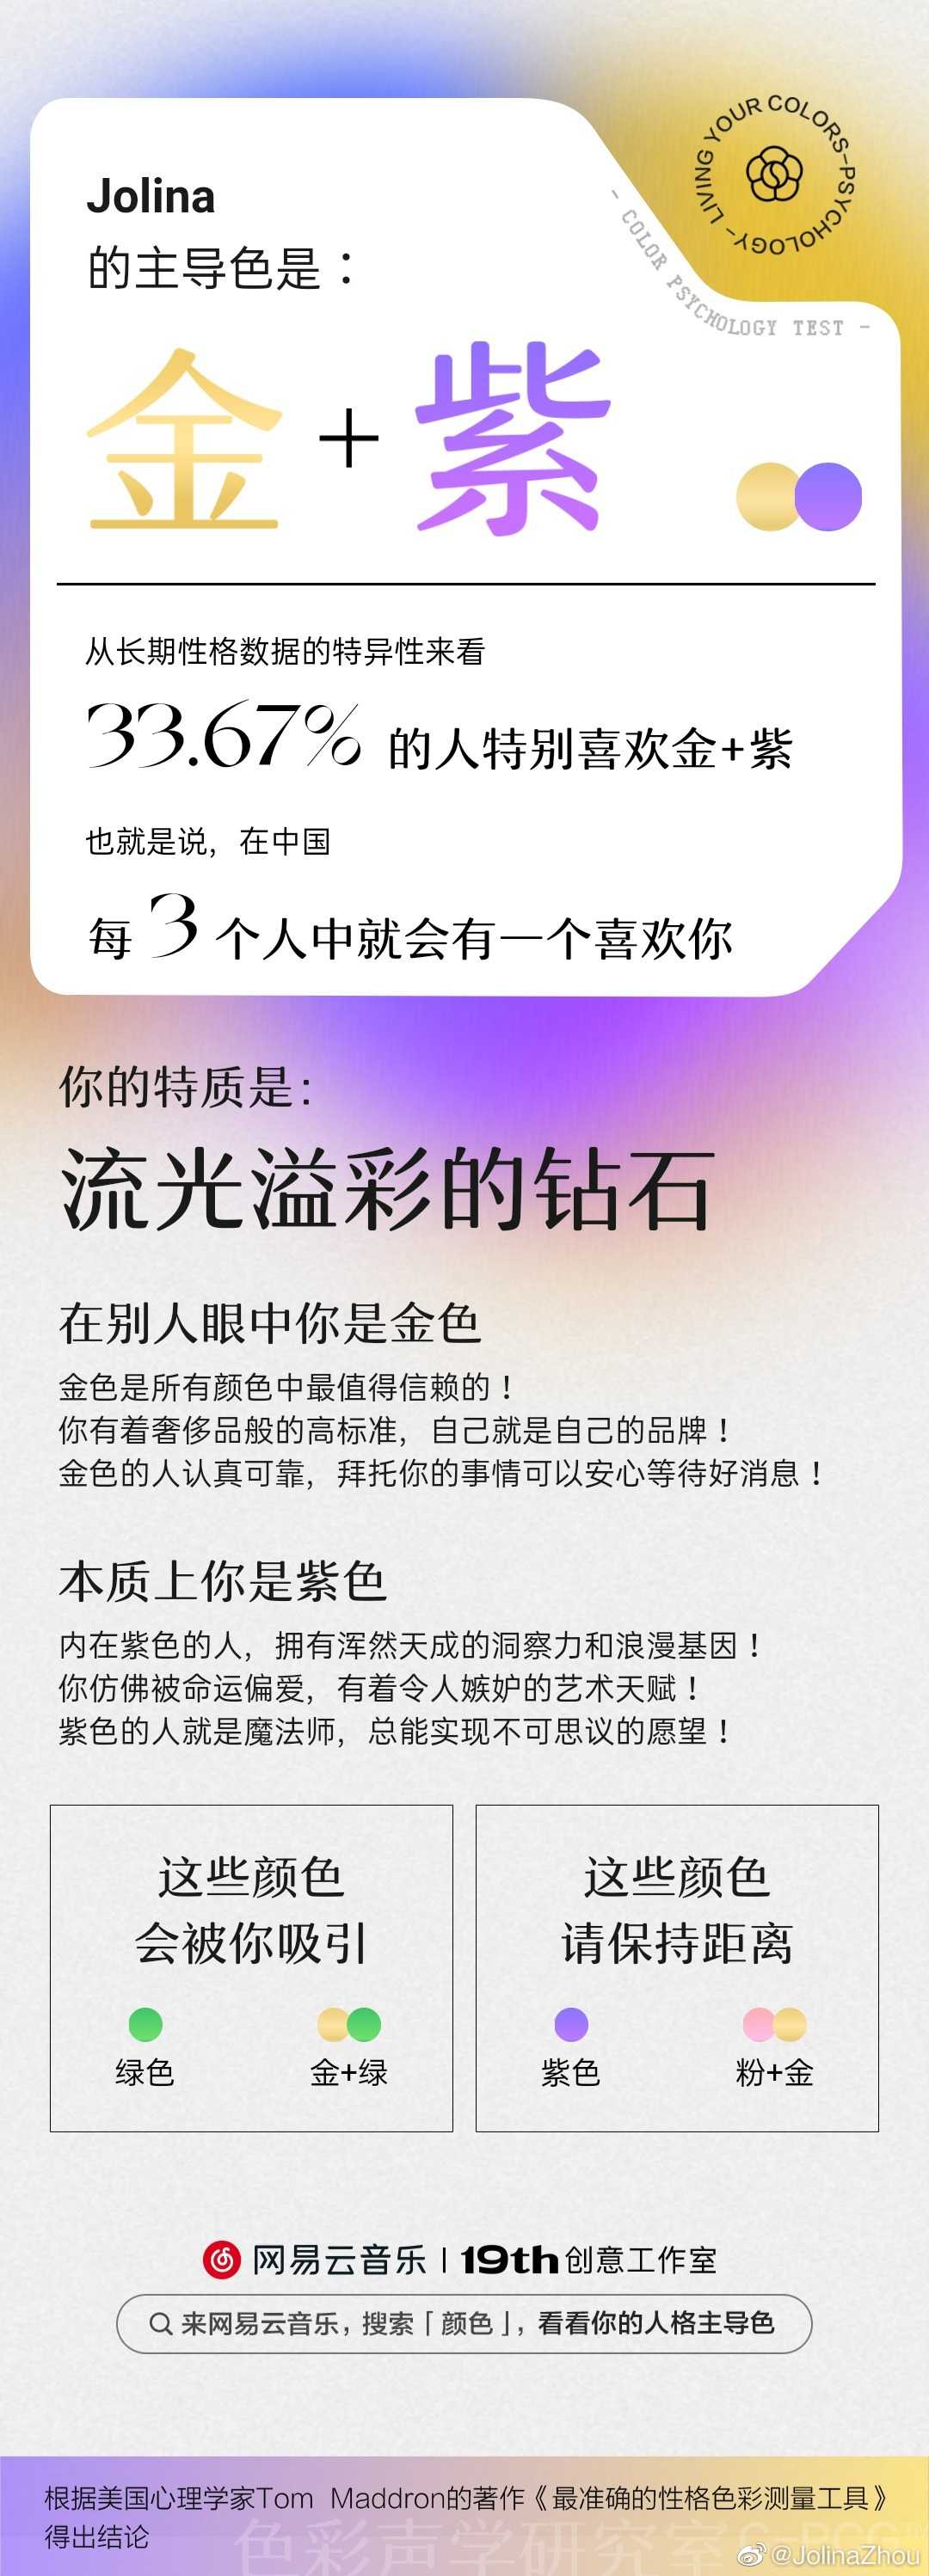 LIVING YOUR COLORS-PSYCHOLOGY-
- COLOR PSYCHOLOGY TEST -
Jolina
的主导色是：
金+紫
从长期性格数据的特异性来看
33.67% 的人特别喜欢金+紫
也就是说，在中国
每 3 个人中就会有一个喜欢你
你的特质是:
流光溢彩的钻石
在别人眼中你是金色
金色是所有颜色中最值得信赖的！
你有着奢侈品般的高标准，自己就是自己的品牌！
金色的人认真可靠，拜托你的事情可以安心等待好消息！
本质上你是紫色
内在紫色的人，拥有浑然天成的洞察力和浪漫基因！
你仿佛被命运偏爱，有着令人嫉妒的艺术天赋！
紫色的人就是魔法师，总能实现不可思议的愿望！
这些颜色
会被你吸引
绿色 金+绿
这些颜色
请保持距离
紫色 粉+金
网易云音乐 | 19th创意工作室
来网易云音乐，搜索「颜色」，看看你的人格主导色
根据美国心理学家Tom Maddron的著作《最准确的性格色彩测量工具》
得出结论
色彩声学研究室
@JolinaZhou